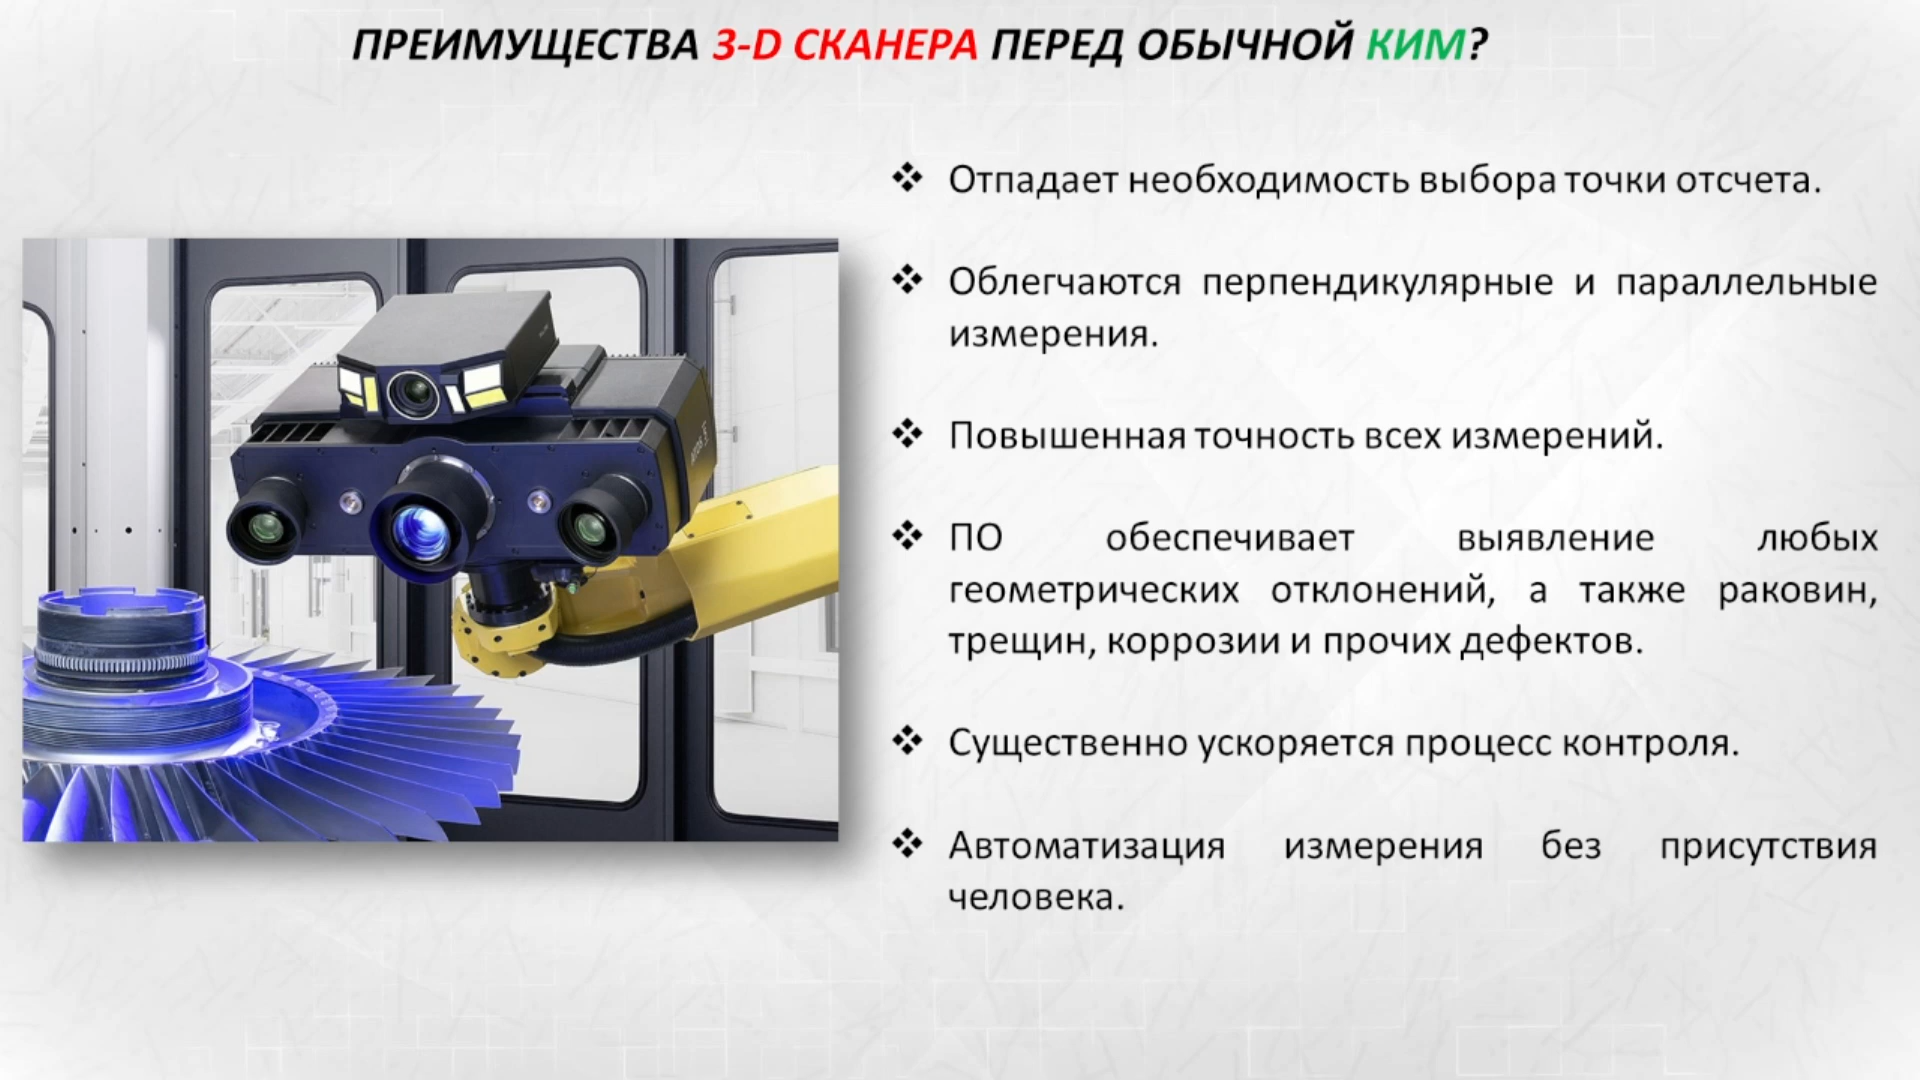 ПРЕИМУЩЕСТВА 3-D СКАНЕРА ПЕРЕД ОБЫЧНОЙ КИМ?
❖ Отпадает необходимость выбора точки отсчета.
❖ Облегчаются перпендикулярные и параллельные
измерения.
❖ Повышенная точность всех измерений.
❖ ПО обеспечивает выявление любых
геометрических отклонений, а также раковин,
трещин, коррозии и прочих дефектов.
❖ Существенно ускоряется процесс контроля.
❖ Автоматизация измерения без присутствия
человека.